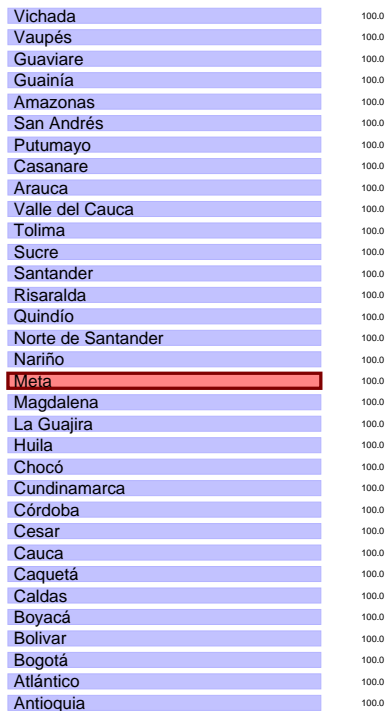 Vichada 100.0
Vaupés 100.0
Guaviare 100.0
Guainía 100.0
Amazonas 100.0
San Andrés 100.0
Putumayo 100.0
Casanare 100.0
Arauca 100.0
Valle del Cauca 100.0
Tolima 100.0
Sucre 100.0
Santander 100.0
Risaralda 100.0
Quindío 100.0
Norte de Santander 100.0
Nariño 100.0
Meta 100.0
Magdalena 100.0
La Guajira 100.0
Huila 100.0
Chocó 100.0
Cundinamarca 100.0
Córdoba 100.0
Cesar 100.0
Cauca 100.0
Caquetá 100.0
Caldas 100.0
Boyacá 100.0
Bolivar 100.0
Bogotá 100.0
Atlántico 100.0
Antioquia 100.0